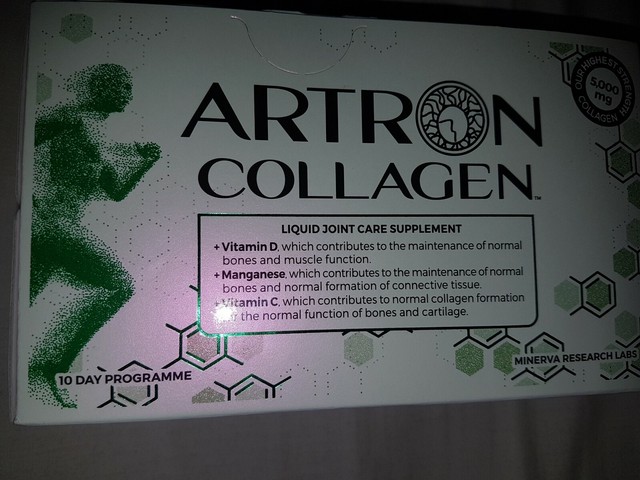 ARTRON
COLLAGEN™
OUR HIGHEST STRENGTH
5,000
mg
COLLAGEN
LIQUID JOINT CARE SUPPLEMENT
+ Vitamin D, which contributes to the maintenance of normal
bones and muscle function.
+ Manganese, which contributes to the maintenance of normal
bones and normal formation of connective tissue.
+ Vitamin C, which contributes to normal collagen formation
the normal function of bones and cartilage.
10 DAY PROGRAMME
MINERVA RESEARCH LABS